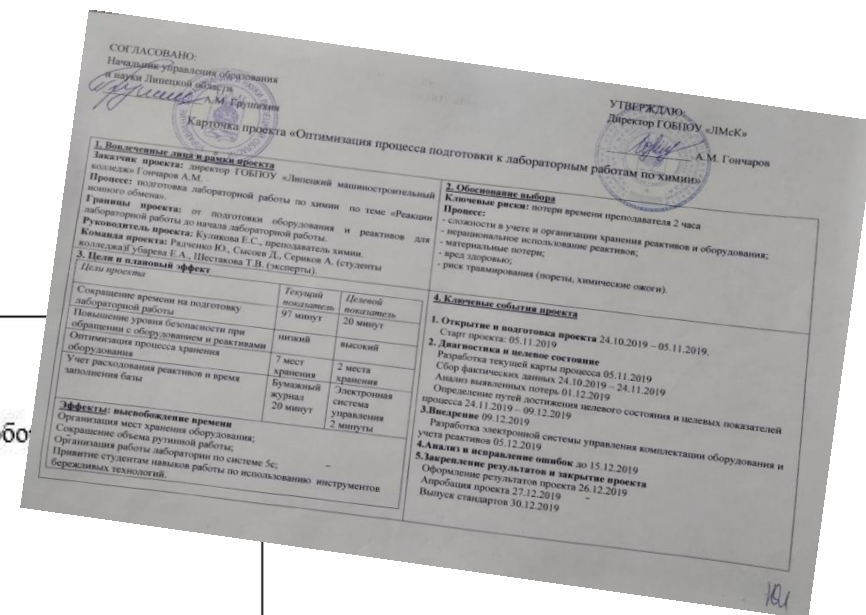 СОГЛАСОВАНО:
Начальник управления образования
и науки Липецкой области
А.М. Грушихин
УТВЕРЖДАЮ:
Директор ГОБПОУ «ЛМсК»
А.М. Гончаров
Карточка проекта «Оптимизация процесса подготовки к лабораторным работам по химии»
1. Вовлеченные лица и рамки проекта
Заказчик проекта: директор ГОБПОУ «Липецкий машиностроительный
колледж» Гончаров А.М.
Процесс: подготовка лабораторной работы по химии по теме «Реакции
ионного обмена».
Границы проекта: от подготовки оборудования и реактивов для
лабораторной работы до начала лабораторной работы.
Руководитель проекта: Куликова Е.С., преподаватель химии.
Команда проекта: Радченко Ю., Сысоев Д., Сериков А. (студенты
колледжа)Губарева Е.А., Шестакова Т.В. (эксперты).
2. Обоснование выбора
Ключевые риски: потери времени преподавателя 2 часа
Процесс:
- сложности в учете и организации хранения реактивов и оборудования;
- нерациональное использование реактивов;
- материальные потери;
- вред здоровью;
- риск травмирования (порезы, химические ожоги).
3. Цели и плановый эффект
Цели проекта
Текущий показатель
Целевой показатель
Сокращение времени на подготовку
лабораторной работы
97 минут
20 минут
Повышение уровня безопасности при
обращении с оборудованием и реактивами
низкий
высокий
Оптимизация процесса хранения
оборудования
7 мест
хранения
2 места
хранения
Учет расходования реактивов и время
заполнения базы
Бумажный
журнал
20 минут
Электронная
система
управления
2 минуты
Эффекты: высвобождение времени
Организация мест хранения оборудования;
Сокращение объема рутинной работы;
Организация работы лаборатории по системе 5с;
Привитие студентам навыков работы по использованию инструментов
бережливых технологий.
4. Ключевые события проекта
1. Открытие и подготовка проекта 24.10.2019 – 05.11.2019.
Старт проекта: 05.11.2019
2. Диагностика и целевое состояние
Разработка текущей карты процесса 05.11.2019
Сбор фактических данных 24.10.2019 – 24.11.2019
Анализ выявленных потерь 01.12.2019
Определение путей достижения целевого состояния и целевых показателей
процесса 24.11.2019 – 09.12.2019
3.Внедрение 09.12.2019
Разработка электронной системы управления комплектации оборудования и
учета реактивов 05.12.2019
4.Анализ и исправление ошибок до 15.12.2019
5.Закрепление результатов и закрытие проекта
Оформление результатов проекта 26.12.2019
Апробация проекта 27.12.2019
Выпуск стандартов 30.12.2019